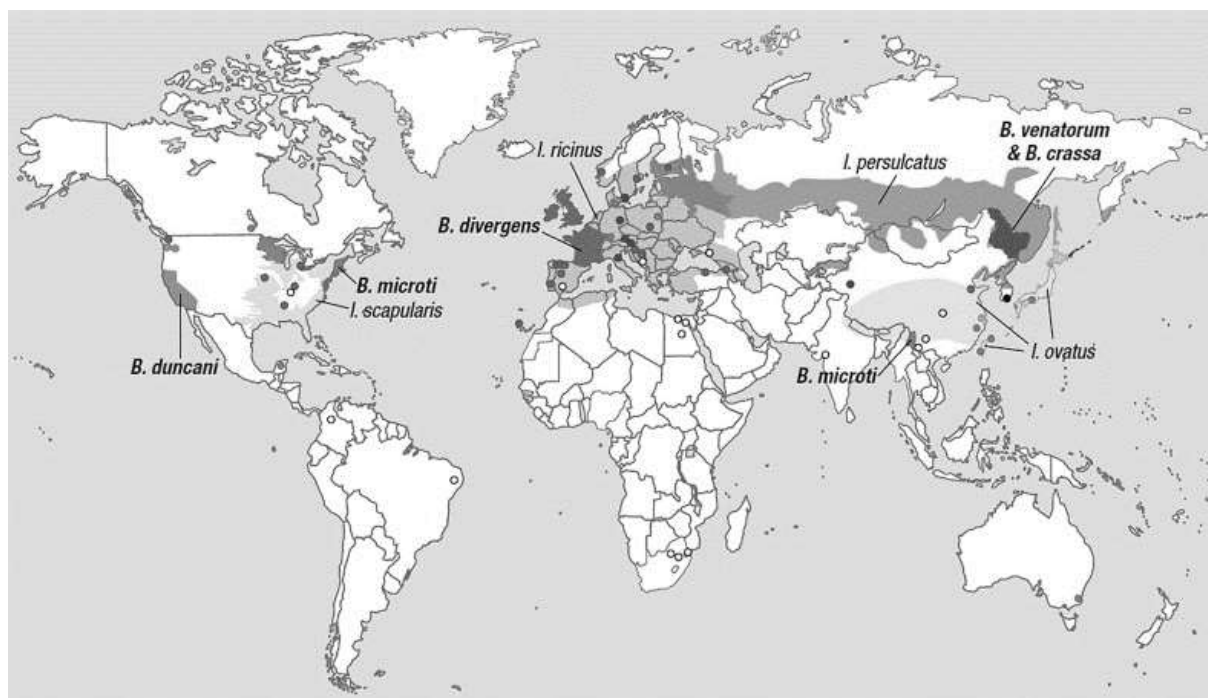 B. venatorum
& B. crassa
I. ricinus
I. persulcatus
B. divergens
B. microti
I. scapularis
B. duncani
I. ovatus
B. microti